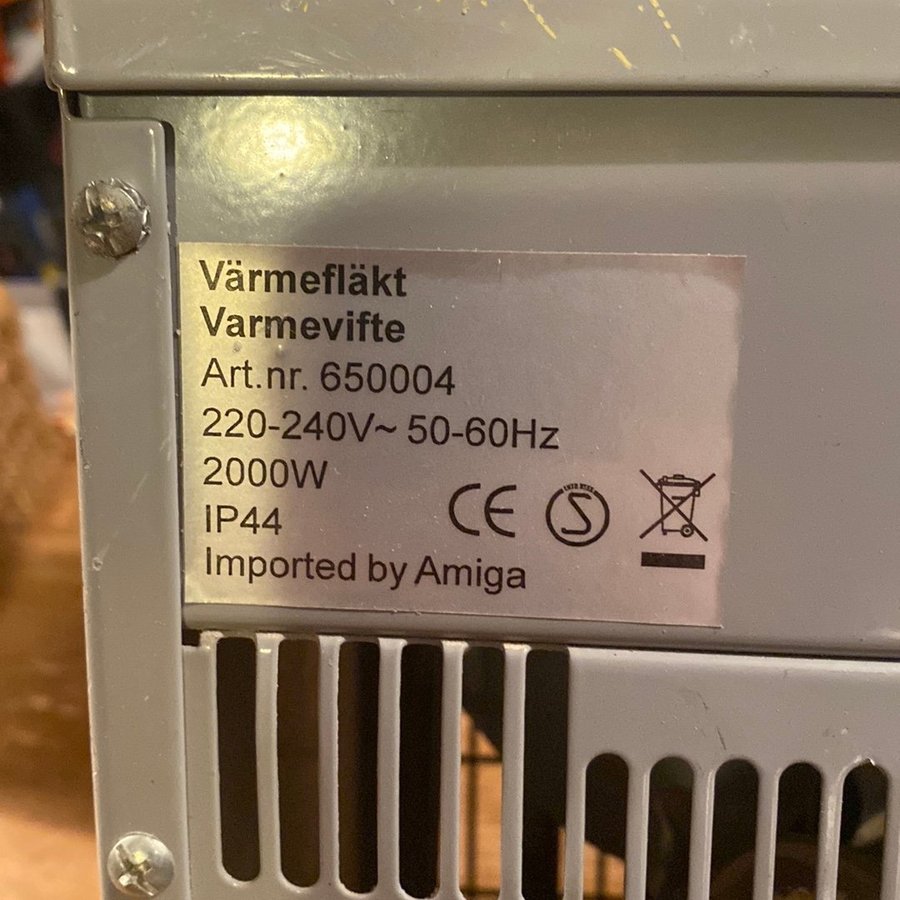 Värmefläkt
Varmevifte
Art.nr. 650004
220-240V~ 50-60Hz
2000W
IP44
CE S
Imported by Amiga